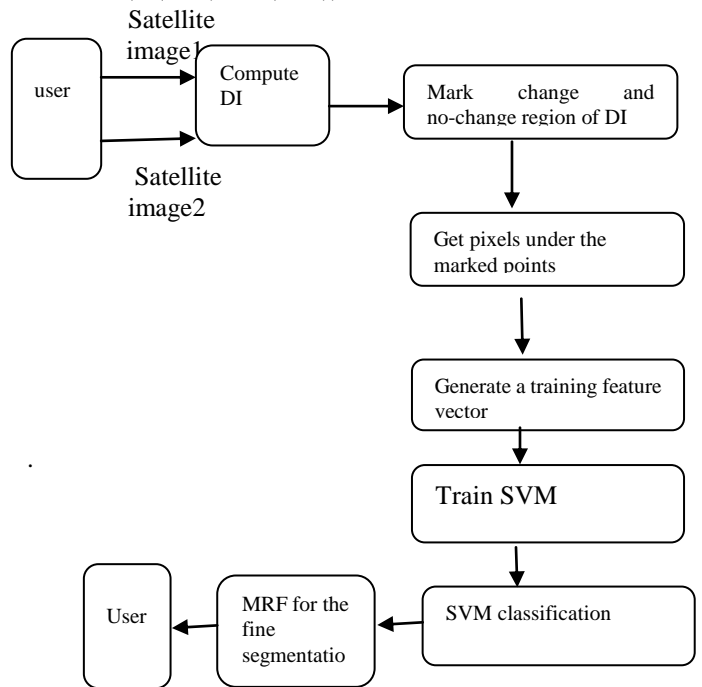 Satellite
image1
user
Compute
DI
Mark change and
no-change region of DI
Satellite
image2
Get pixels under the
marked points
Generate a training feature
vector
.
Train SVM
SVM classification
MRF for the
fine
segmentatio
User